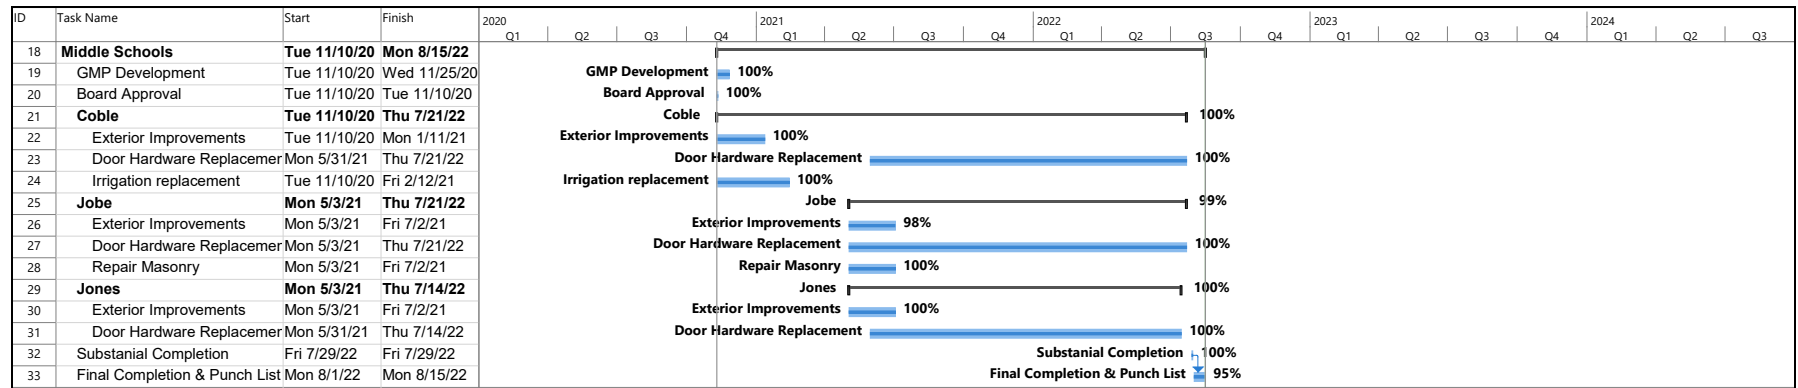 ID Task Name Start Finish 2020 2021 2022 2023 2024
Q1 Q2 Q3 Q4 Q1 Q2 Q3 Q4 Q1 Q2 Q3 Q4 Q1 Q2 Q3 Q4 Q1 Q2 Q3
18 Middle Schools Tue 11/10/20 Mon 8/15/22
19 GMP Development Tue 11/10/20 Wed 11/25/20 GMP Development 100%
20 Board Approval Tue 11/10/20 Tue 11/10/20 Board Approval 100%
21 Coble Tue 11/10/20 Thu 7/21/22 Coble 100%
22 Exterior Improvements Tue 11/10/20 Mon 1/11/21 Exterior Improvements 100%
23 Door Hardware Replacemer Mon 5/31/21 Thu 7/21/22 Door Hardware Replacement 100%
24 Irrigation replacement Tue 11/10/20 Fri 2/12/21 Irrigation replacement 100%
25 Jobe Mon 5/3/21 Thu 7/21/22 Jobe 99%
26 Exterior Improvements Mon 5/3/21 Fri 7/2/21 Exterior Improvements 98%
27 Door Hardware Replacemer Mon 5/3/21 Thu 7/21/22 Door Hardware Replacement 100%
28 Repair Masonry Mon 5/3/21 Fri 7/2/21 Repair Masonry 100%
29 Jones Mon 5/3/21 Thu 7/14/22 Jones 100%
30 Exterior Improvements Mon 5/3/21 Fri 7/2/21 Exterior Improvements 100%
31 Door Hardware Replacemer Mon 5/31/21 Thu 7/14/22 Door Hardware Replacement 100%
32 Substanial Completion Fri 7/29/22 Fri 7/29/22 Substanial Completion 100%
33 Final Completion & Punch List Mon 8/1/22 Mon 8/15/22 Final Completion & Punch List 95%